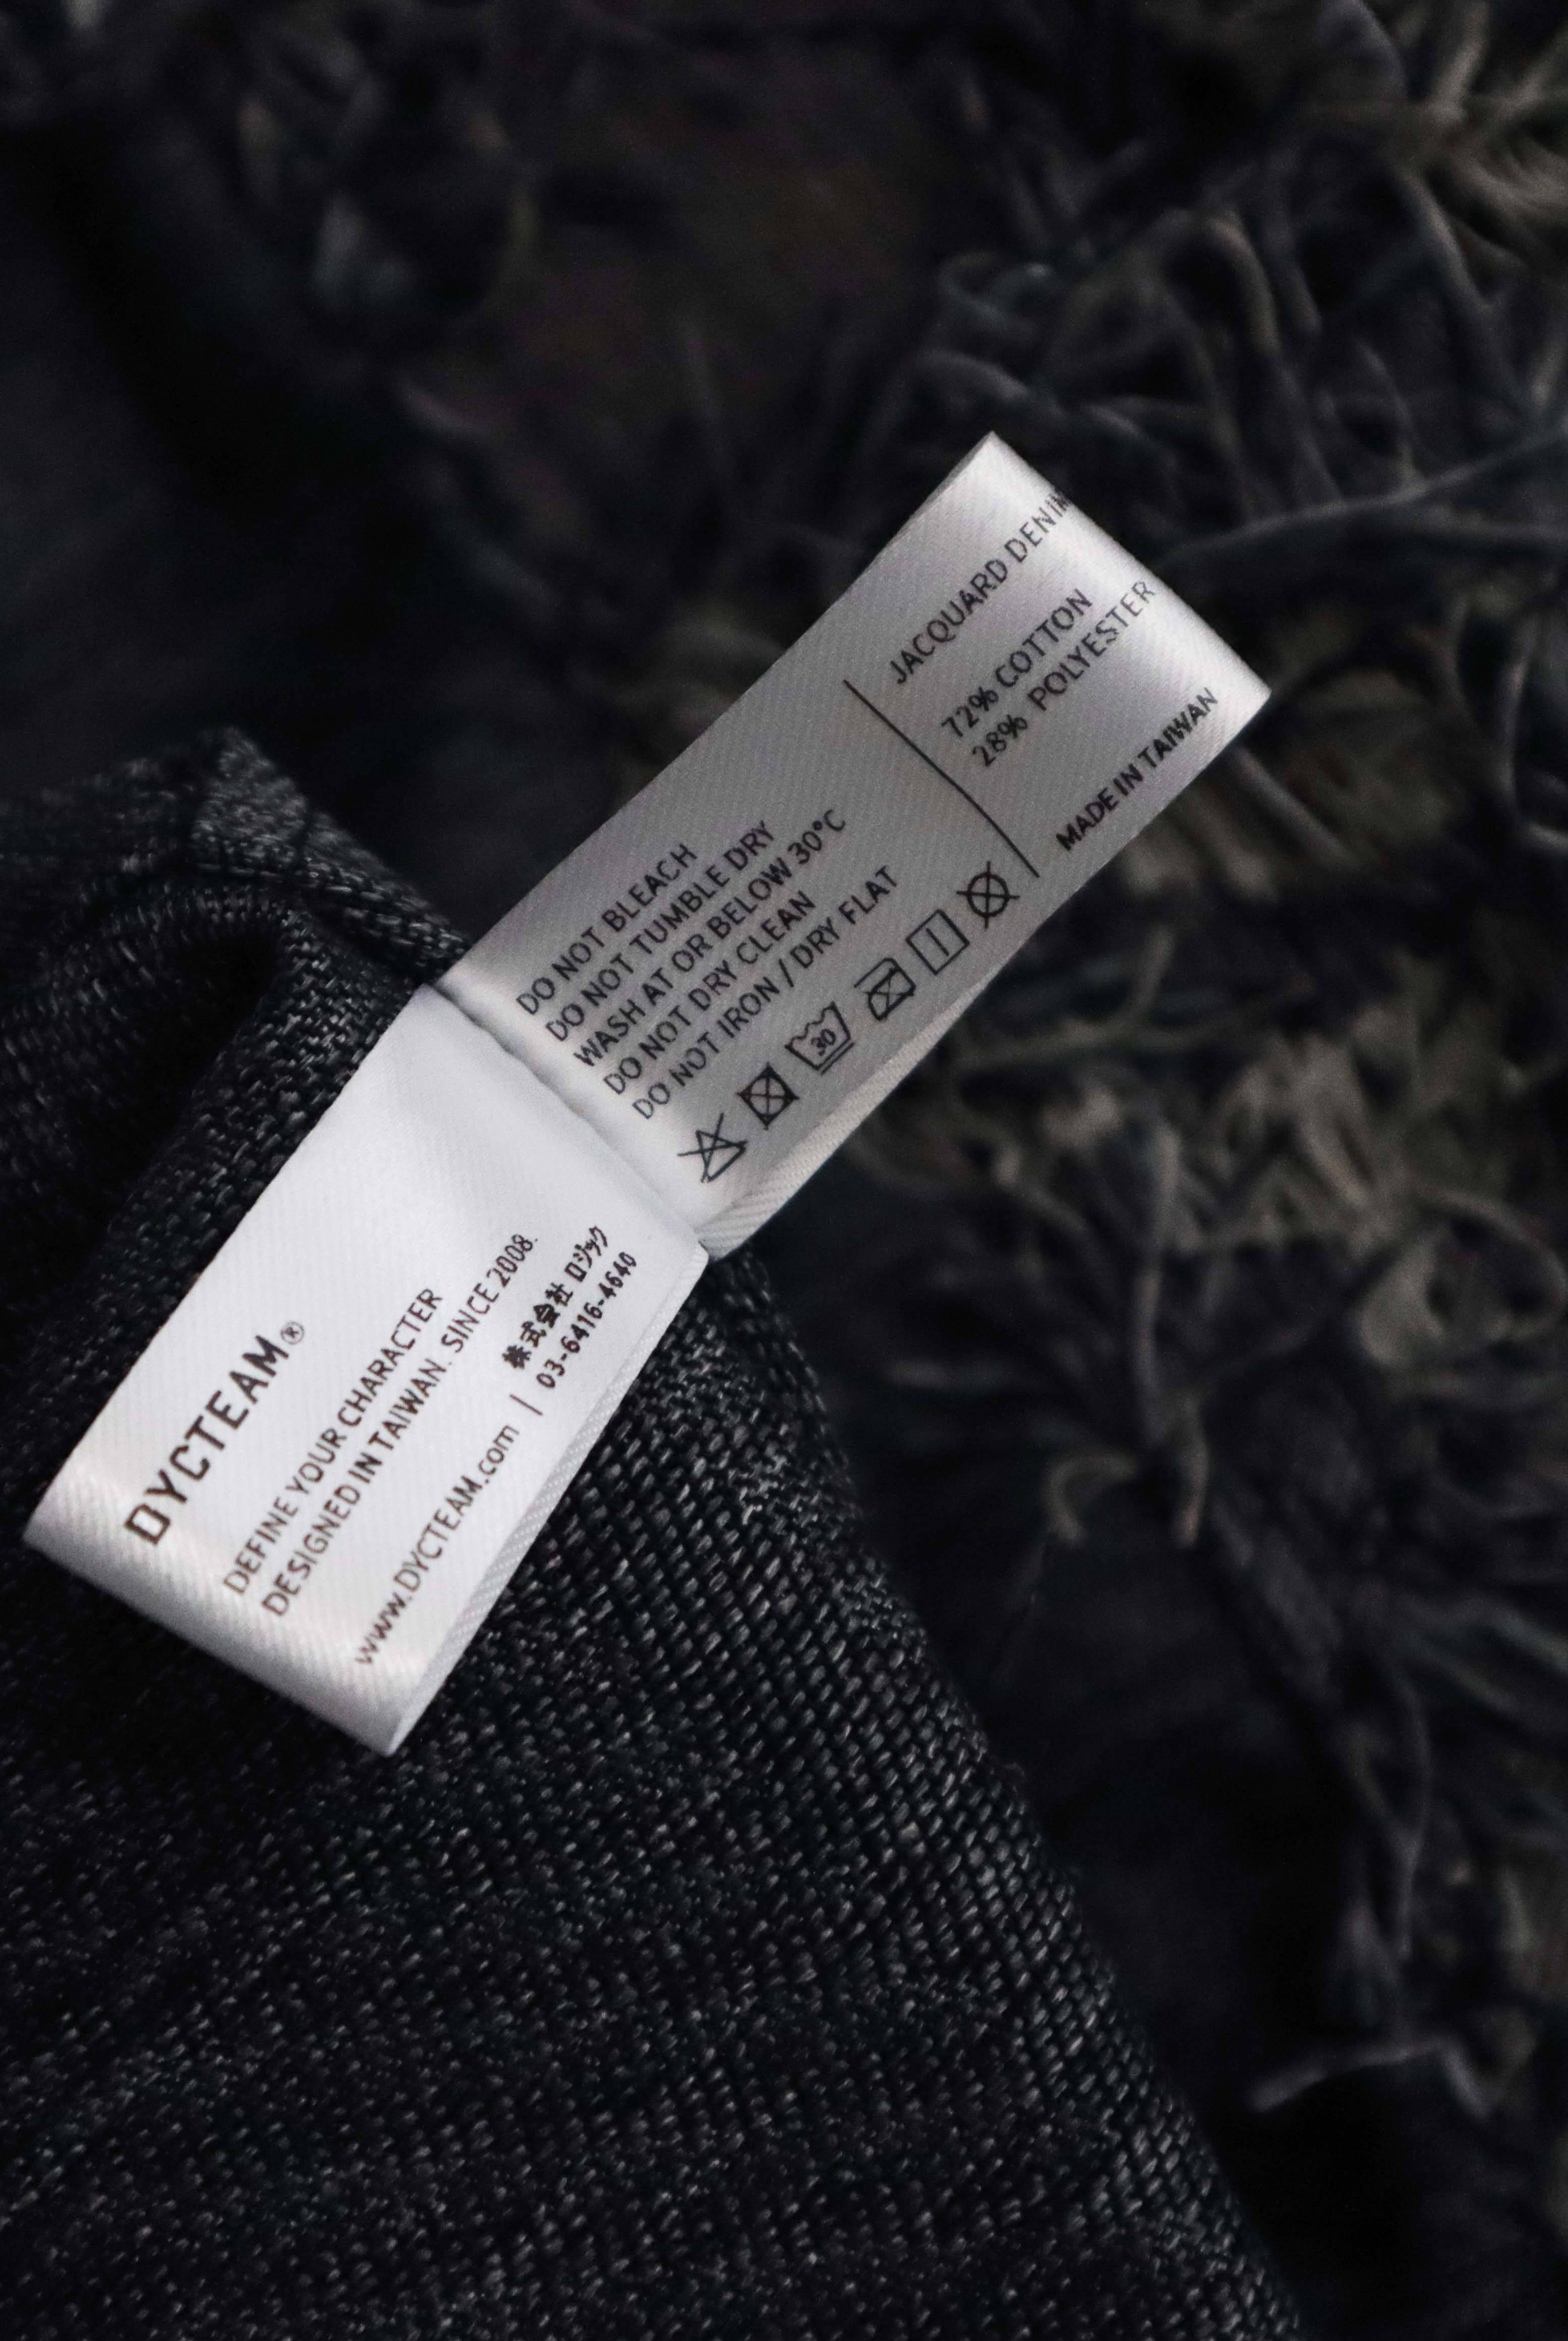 JACQUARD DENIM
72% COTTON
28% POLYESTER
MADE IN TAIWAN
DO NOT BLEACH
DO NOT TUMBLE DRY
WASH AT OR BELOW 30°C
DO NOT DRY CLEAN
DO NOT IRON / DRY FLAT
30
DYCTEAM®
DEFINE YOUR CHARACTER
DESIGNED IN TAIWAN. SINCE 2008.
www.DYCTEAM.com |
株式会社 ロジック
03-6416-4640